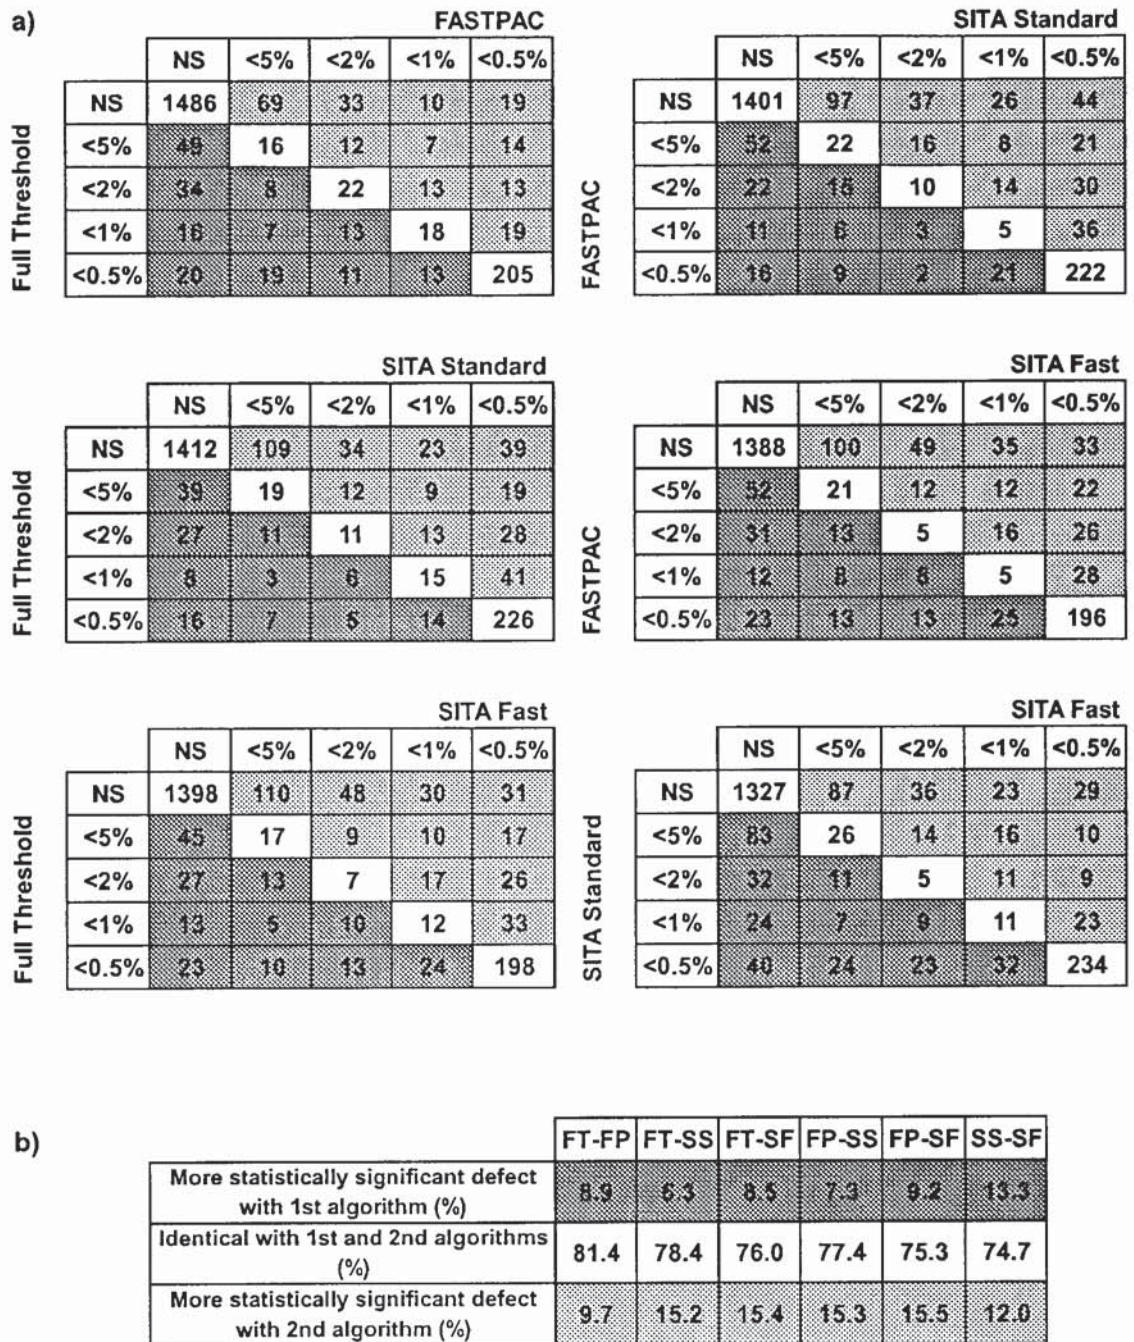 a)
FASTPAC
NS <5% <2% <1% <0.5%
Full Threshold
NS 1486 69 33 10 19
<5% 49 16 12 7 14
<2% 34 8 22 13 13
<1% 16 7 13 18 19
<0.5% 20 19 11 13 205
SITA Standard
NS <5% <2% <1% <0.5%
FASTPAC
NS 1401 97 37 26 44
<5% 52 22 16 8 21
<2% 22 15 10 14 30
<1% 11 6 3 5 36
<0.5% 16 9 2 21 222
SITA Standard
NS <5% <2% <1% <0.5%
Full Threshold
NS 1412 109 34 23 39
<5% 39 19 12 9 19
<2% 27 11 11 13 28
<1% 8 3 6 15 41
<0.5% 16 7 5 14 226
SITA Fast
NS <5% <2% <1% <0.5%
FASTPAC
NS 1388 100 49 35 33
<5% 52 21 12 12 22
<2% 31 13 5 16 26
<1% 12 8 8 5 28
<0.5% 23 13 13 25 196
SITA Fast
NS <5% <2% <1% <0.5%
Full Threshold
NS 1398 110 48 30 31
<5% 45 17 9 10 17
<2% 27 13 7 17 26
<1% 13 5 10 12 33
<0.5% 23 10 13 24 198
SITA Fast
NS <5% <2% <1% <0.5%
SITA Standard
NS 1327 87 36 23 29
<5% 83 26 14 16 10
<2% 32 11 5 11 9
<1% 24 7 9 11 23
<0.5% 40 24 23 32 234
b)
FT-FP FT-SS FT-SF FP-SS FP-SF SS-SF
More statistically significant defect
with 1st algorithm (%) 8.9 6.3 8.5 7.3 9.2 13.3
Identical with 1st and 2nd algorithms
(%) 81.4 78.4 76.0 77.4 75.3 74.7
More statistically significant defect
with 2nd algorithm (%) 9.7 15.2 15.4 15.3 15.5 12.0